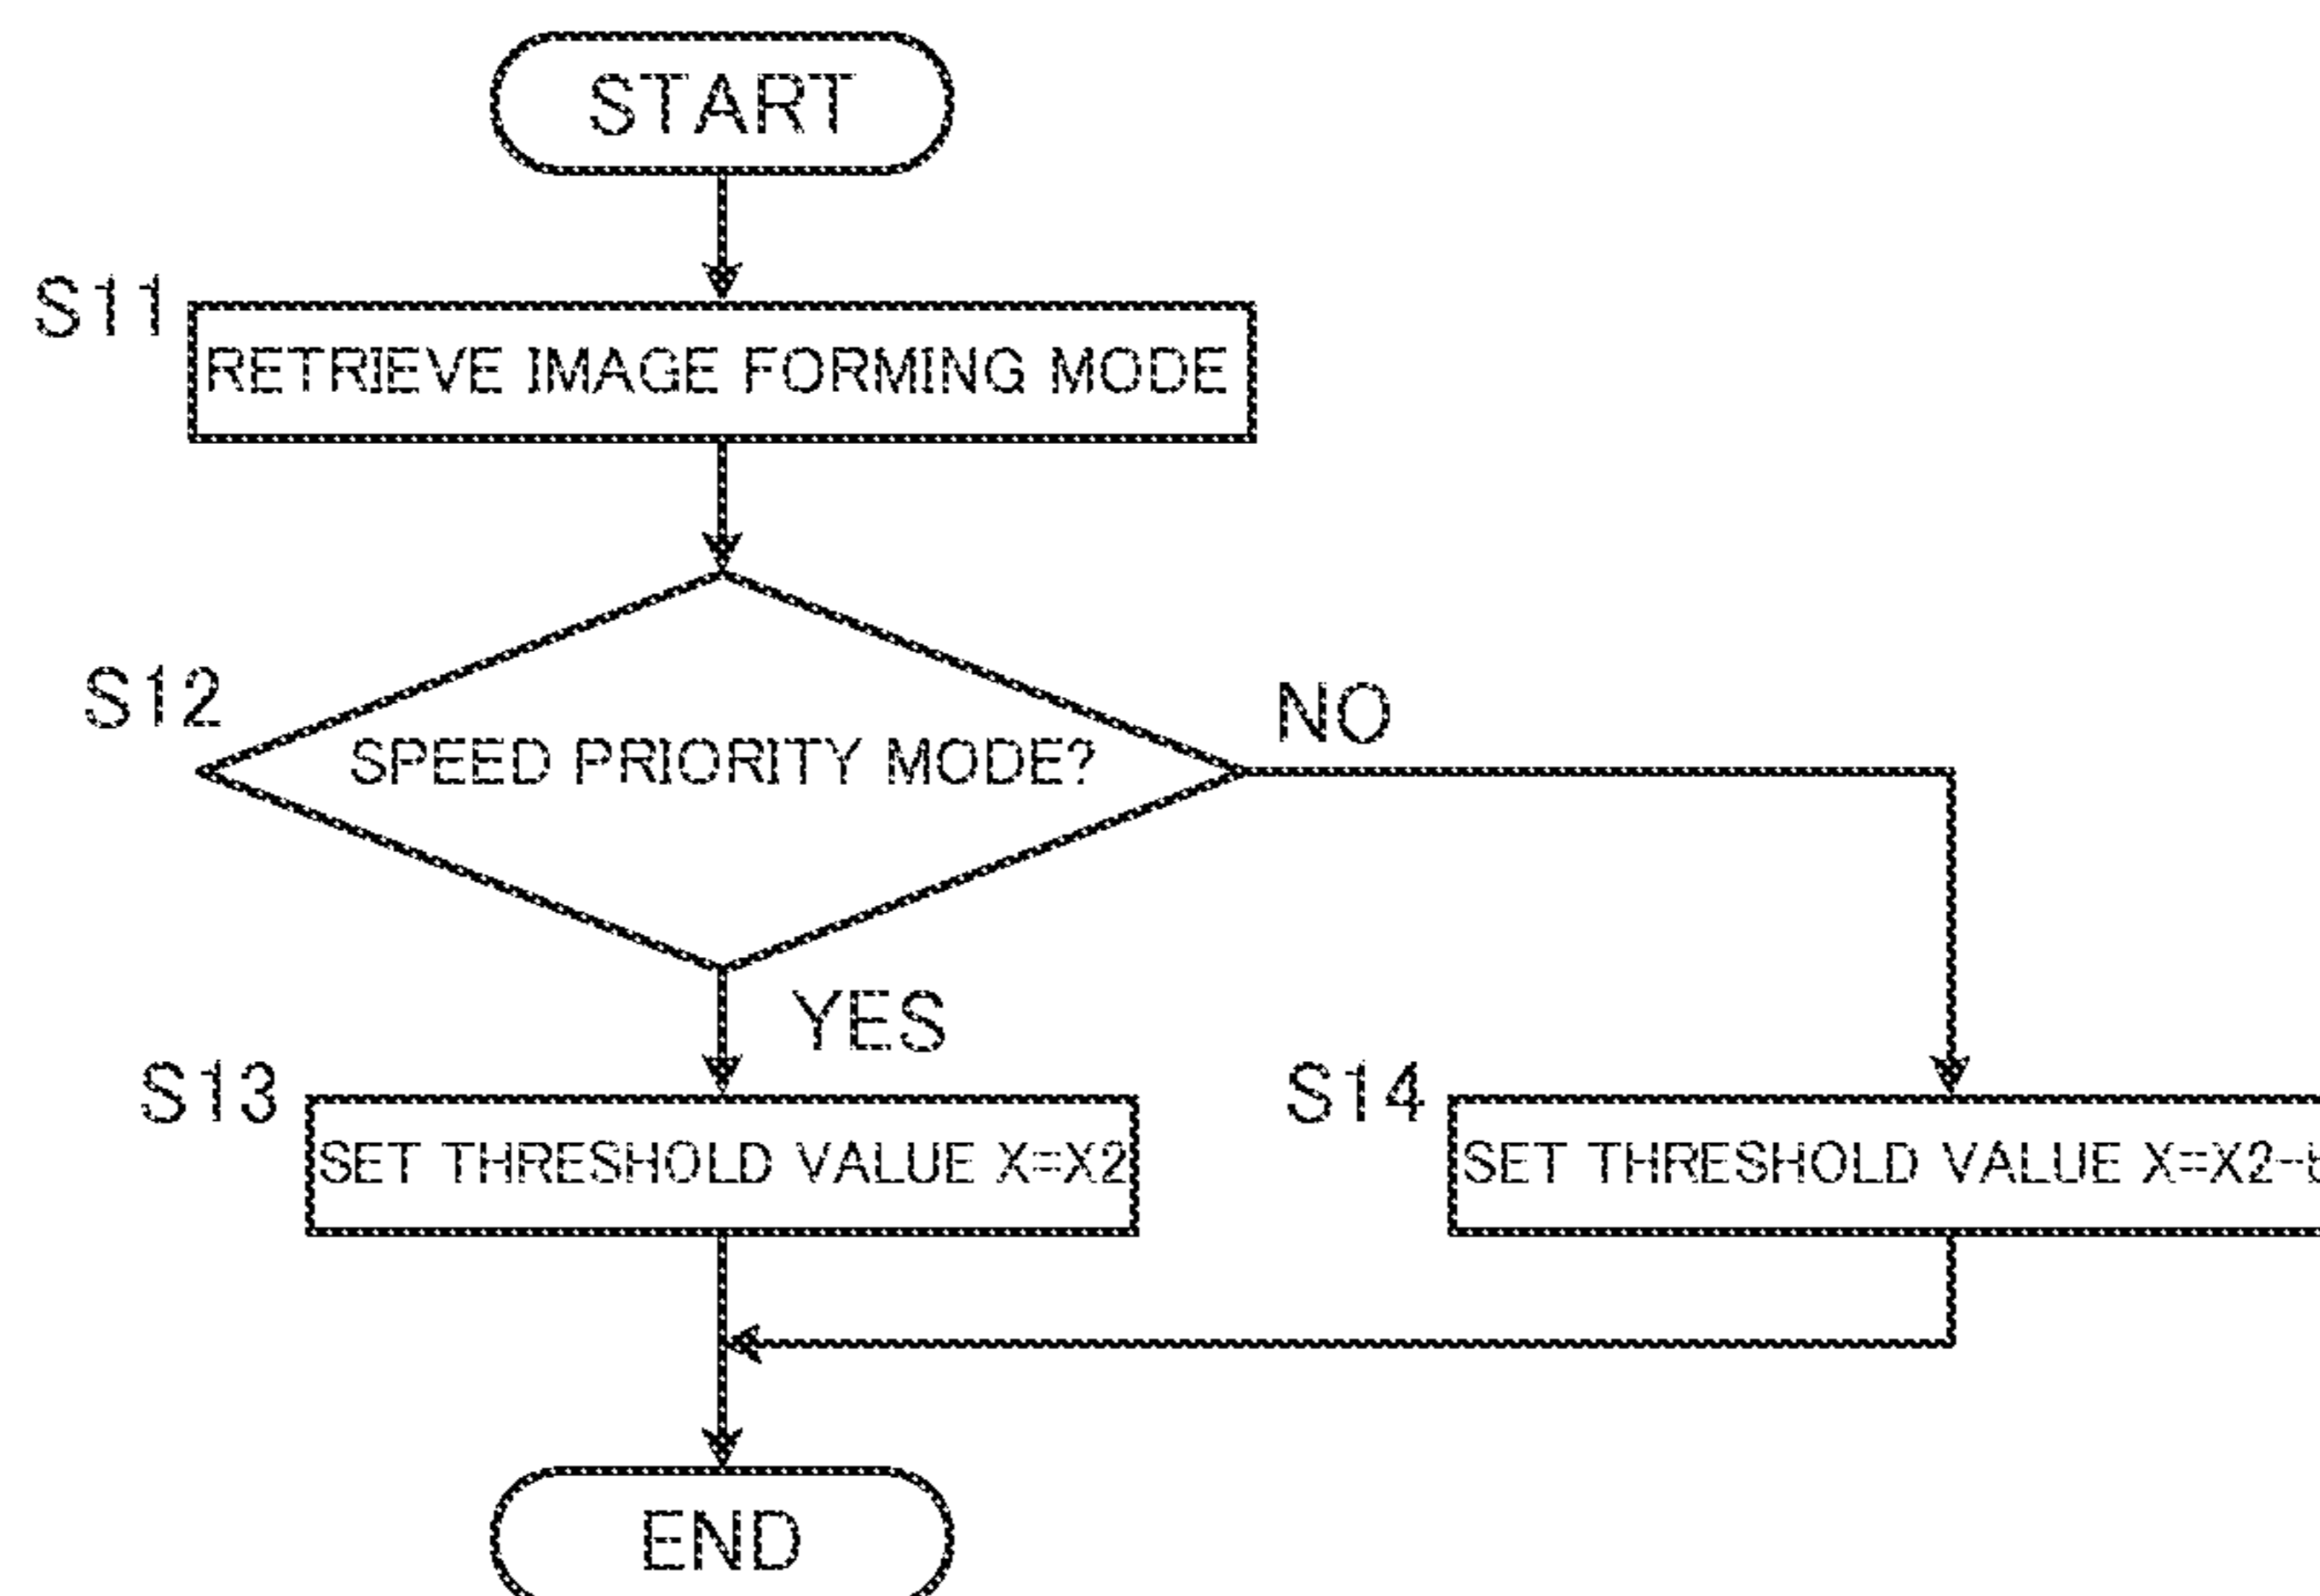 START
S11
RETRIEVE IMAGE FORMING MODE
S12
SPEED PRIORITY MODE?
NO
YES
S13
SET THRESHOLD VALUE X=X2
S14
SET THRESHOLD VALUE X=X2-
END